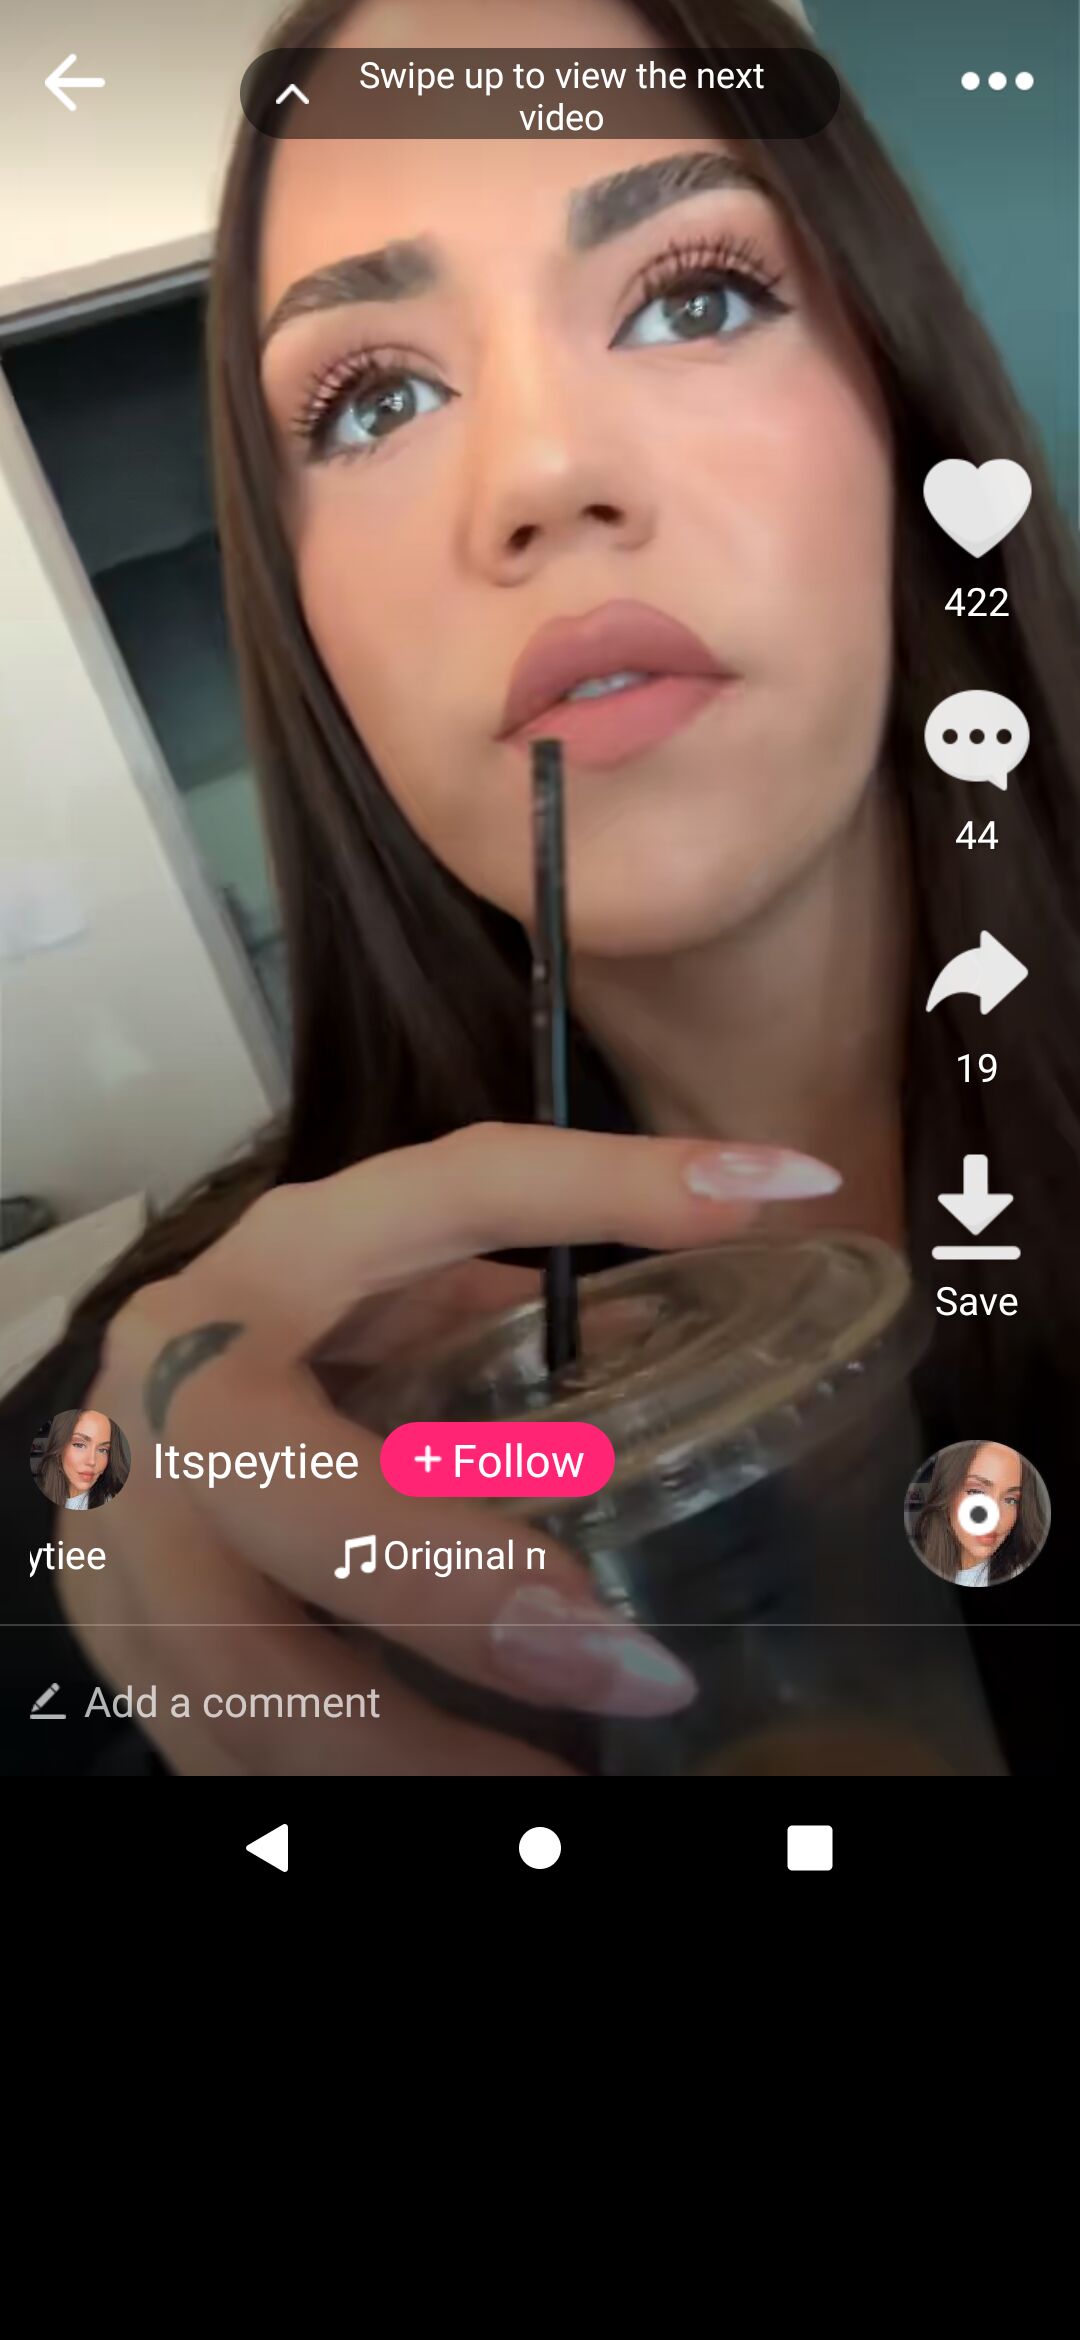 Swipe up to view the next
video
422
44
19
Save
Itspeytiee
+ Follow
ytiee
Original m
Add a comment